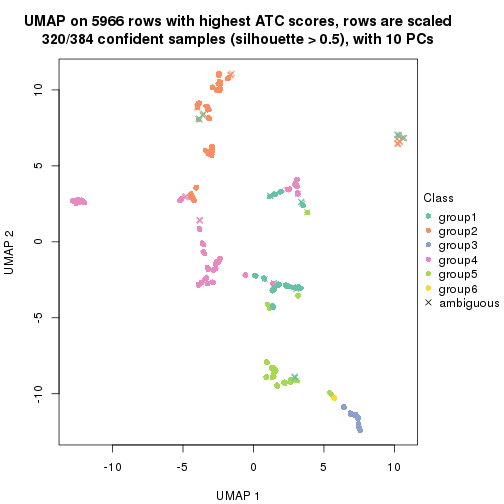 UMAP on 5966 rows with highest ATC scores, rows are scaled
320/384 confident samples (silhouette > 0.5), with 10 PCs
10
5
0
-5
-10
UMAP 2
-10
-5
0
5
10
UMAP 1
Class
group1
group2
group3
group4
group5
group6
ambiguous